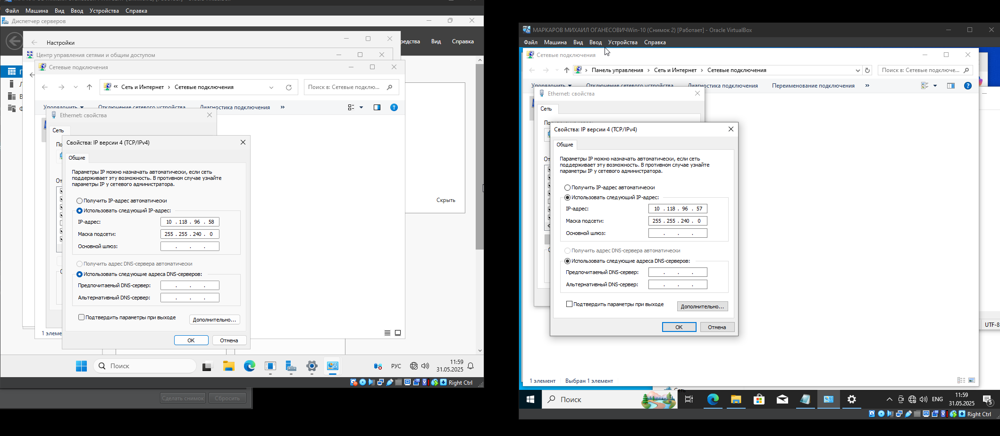 Файл Машина Вид Ввод Устройства Справка
Диспетчер серверов
Вид Справка
Настройки
Центр управления сетями и общим доступом
Сетевые подключения
« Сеть и Интернет › Сетевые подключения
Поиск в: Сетевые подклю...
Упорядочить Отключение сетевого устройства Диагностика подключения »
Ethernet: свойства
Сеть
Свойства: IP версии 4 (TCP/IPv4)
Общие
Параметры IP можно назначать автоматически, если сеть
поддерживает эту возможность. В противном случае узнайте
параметры IP у сетевого администратора.
Получить IP-адрес автоматически
Использовать следующий IP-адрес:
IP-адрес: 10 . 118 . 96 . 58
Маска подсети: 255 . 255 . 240 . 0
Основной шлюз: . . .
Получить адрес DNS-сервера автоматически
Использовать следующие адреса DNS-серверов:
Предпочитаемый DNS-сервер: . . .
Альтернативный DNS-сервер: . . .
Подтвердить параметры при выходе
Дополнительно...
ОК Отмена
Скрыть
Поиск
РУС
11:59
31.05.2025
Right Ctrl
Сделать снимок Сбросить
МАРКАРОВ МИХАИЛ ОГАНЕСОВИЧWin-10 (Снимок 2) [Работает] - Oracle VirtualBox
Файл Машина Вид Ввод Устройства Справка
Сетевые подключения
› Панель управления › Сеть и Интернет › Сетевые подключения
Поиск в: Сетевые подключе...
Упорядочить Отключение сетевого устройства Диагностика подключения Переименование подключения »
Ethernet: свойства
Сеть
Свойства: IP версии 4 (TCP/IPv4)
Общие
Параметры IP можно назначать автоматически, если сеть
поддерживает эту возможность. В противном случае узнайте
параметры IP у сетевого администратора.
Получить IP-адрес автоматически
Использовать следующий IP-адрес:
IP-адрес: 10 . 118 . 96 . 57
Маска подсети: 255 . 255 . 240 . 0
Основной шлюз: . . .
Получить адрес DNS-сервера автоматически
Использовать следующие адреса DNS-серверов:
Предпочитаемый DNS-сервер: . . .
Альтернативный DNS-сервер: . . .
Подтвердить параметры при выходе
Дополнительно...
ОК Отмена
UTF-8
1 элемент Выбран 1 элемент
Сеть
Поиск
ENG
11:59
31.05.2025
5
Right Ctrl